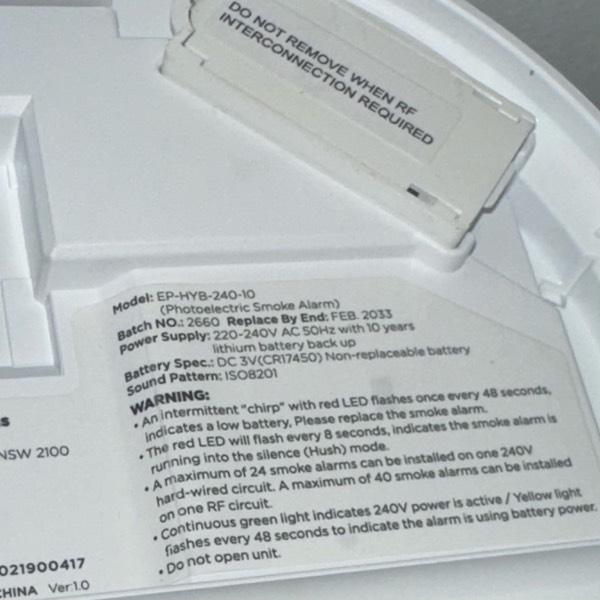 DO NOT REMOVE WHEN RF
INTERCONNECTION REQUIRED
Model: EP-HYB-240-10
(Photoelectric Smoke Alarm)
Batch NO.: 2660 Replace By End: FEB. 2033
Power Supply: 220-240V AC 50Hz with 10 years
lithium battery back up
Battery Spec.: DC 3V(CR17450) Non-replaceable battery
Sound Pattern: ISO8201
WARNING:
• An intermittent "chirp" with red LED flashes once every 48 seconds,
indicates a low battery, Please replace the smoke alarm.
• The red LED will flash every 8 seconds, indicates the smoke alarm is
running into the silence (Hush) mode.
• A maximum of 24 smoke alarms can be installed on one 240V
hard-wired circuit. A maximum of 40 smoke alarms can be installed
on one RF circuit.
• Continuous green light indicates 240V power is active / Yellow light
flashes every 48 seconds to indicate the alarm is using battery power.
• Do not open unit.
s
NSW 2100
021900417
CHINA Ver:1.0